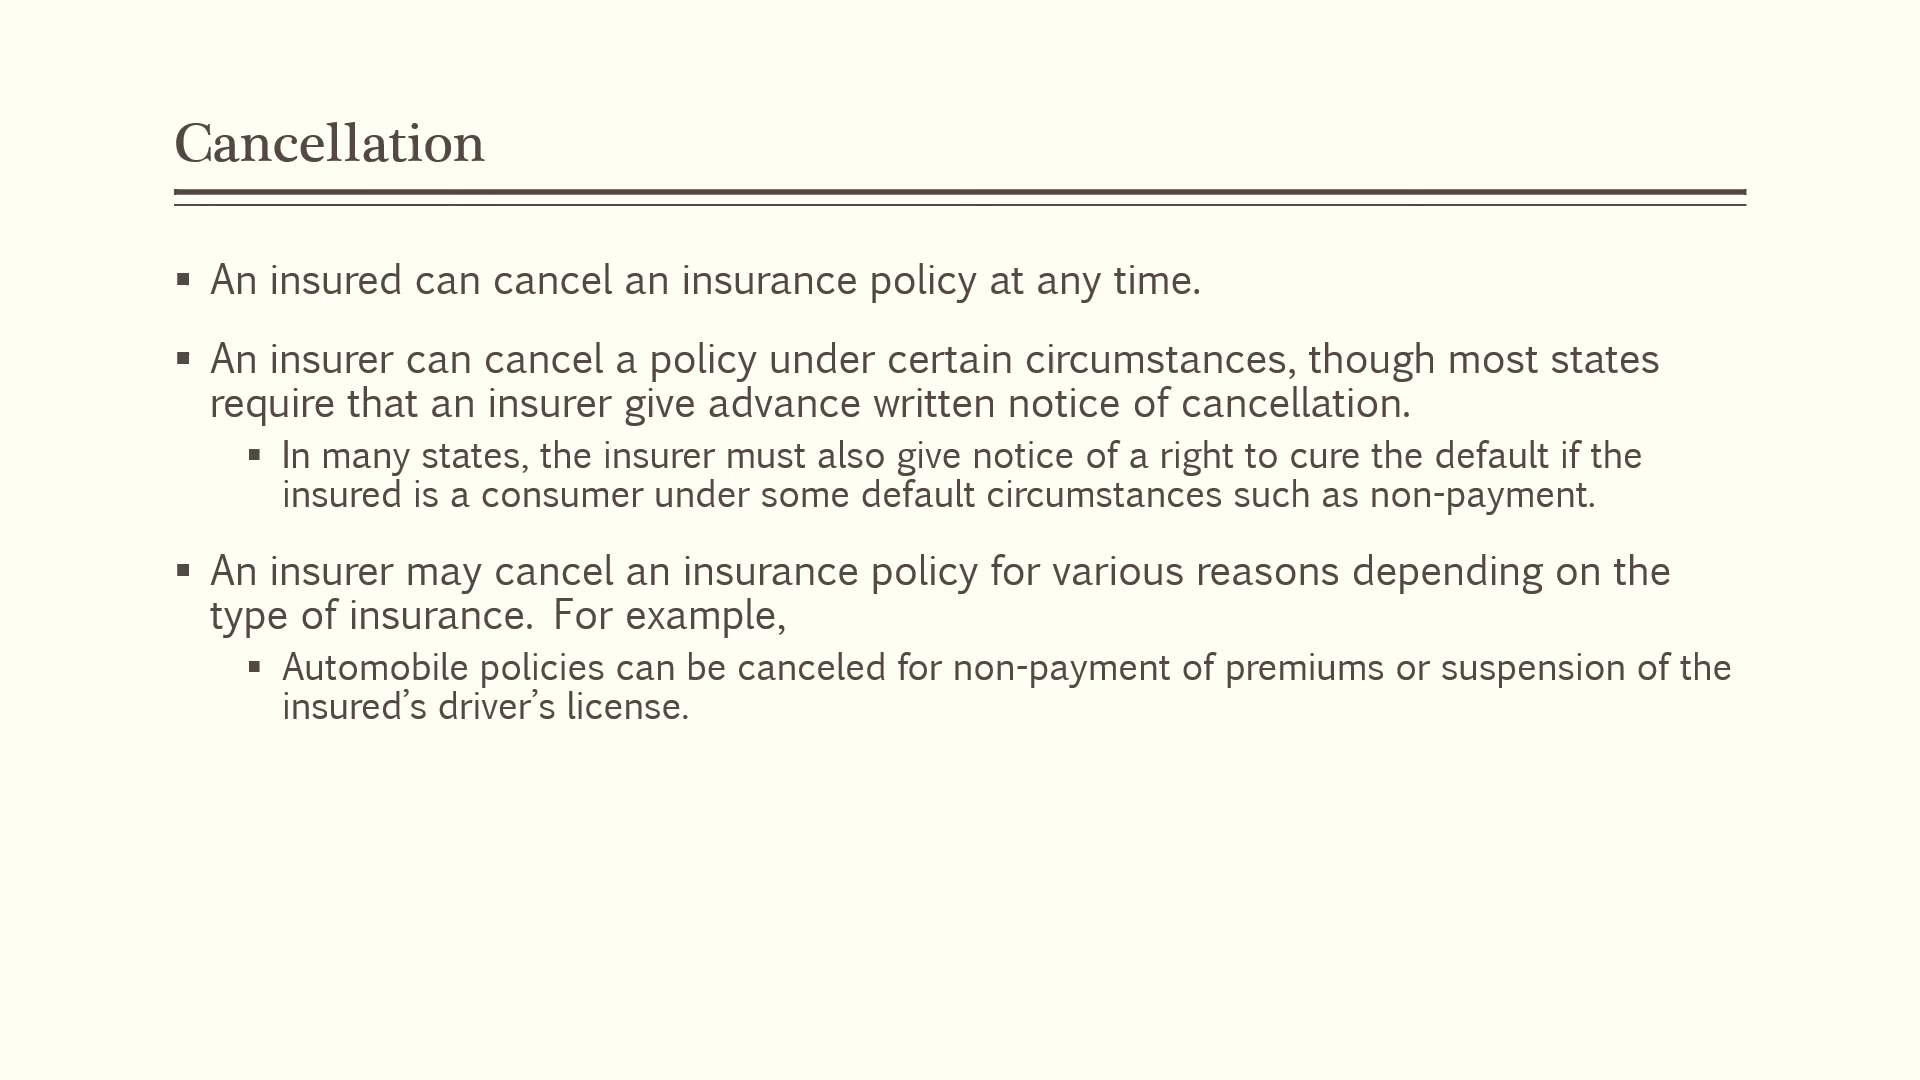 Cancellation
▪ An insured can cancel an insurance policy at any time.
▪ An insurer can cancel a policy under certain circumstances, though most states
require that an insurer give advance written notice of cancellation.
▪ In many states, the insurer must also give notice of a right to cure the default if the
insured is a consumer under some default circumstances such as non-payment.
▪ An insurer may cancel an insurance policy for various reasons depending on the
type of insurance.  For example,
▪ Automobile policies can be canceled for non-payment of premiums or suspension of the
insured’s driver’s license.